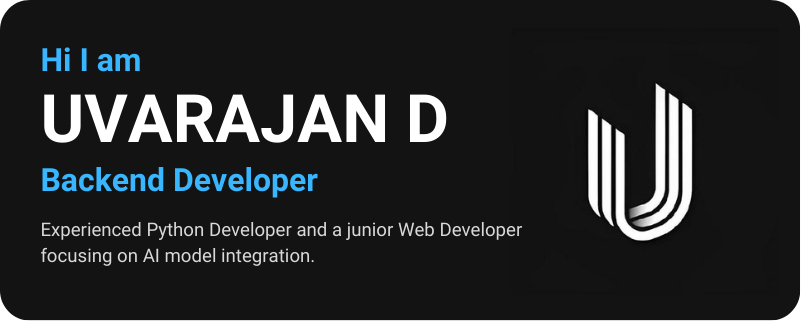 Hi I am
UVARAJAN D
Backend Developer
Experienced Python Developer and a junior Web Developer
focusing on AI model integration.